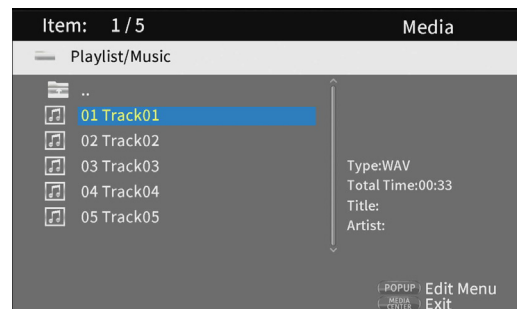 Item: 1/5 Media
Playlist/Music
..
01 Track01
02 Track02
03 Track03
04 Track04
05 Track05
Type:WAV
Total Time:00:33
Title:
Artist:
POPUP Edit Menu
MEDIA CENTER Exit